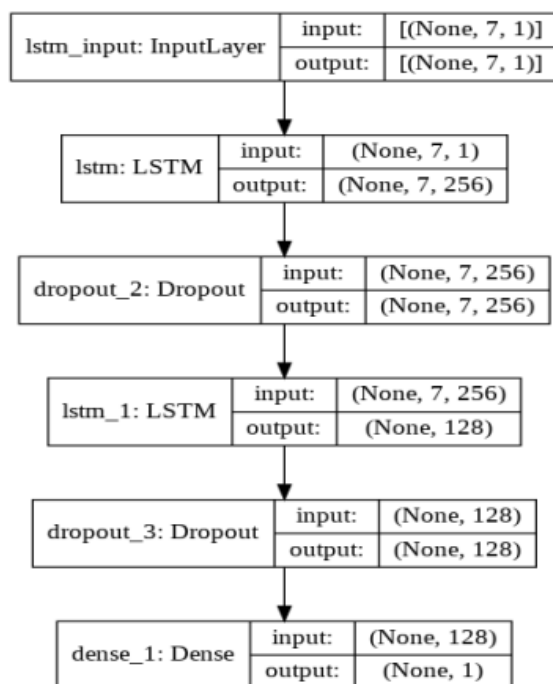 lstm_input: InputLayer
input: [(None, 7, 1)]
output: [(None, 7, 1)]
lstm: LSTM
input: (None, 7, 1)
output: (None, 7, 256)
dropout_2: Dropout
input: (None, 7, 256)
output: (None, 7, 256)
lstm_1: LSTM
input: (None, 7, 256)
output: (None, 128)
dropout_3: Dropout
input: (None, 128)
output: (None, 128)
dense_1: Dense
input: (None, 128)
output: (None, 1)